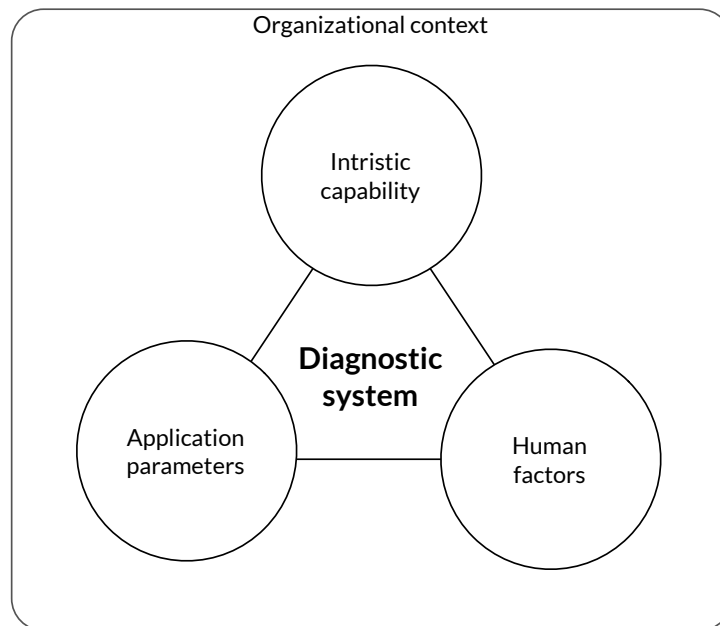 Organizational context
Intristic
capability
Diagnostic
system
Application
parameters
Human
factors